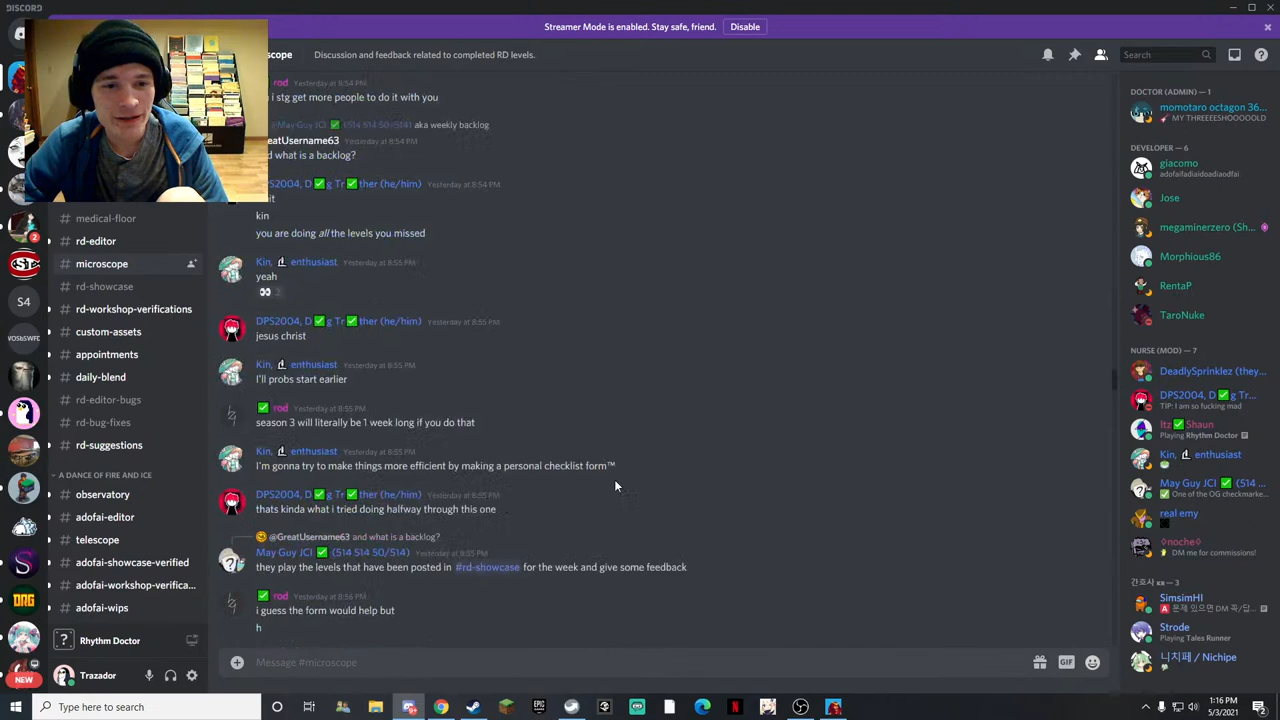 DISCORD
Streamer Mode is enabled. Stay safe, friend. Disable
scope Discussion and feedback related to completed RD levels.
Search
medical-floor
rd-editor
microscope
rd-showcase
rd-workshop-verifications
custom-assets
appointments
daily-blend
rd-editor-bugs
rd-bug-fixes
rd-suggestions
A DANCE OF FIRE AND ICE
observatory
adofai-editor
telescope
adofai-showcase-verified
adofai-workshop-verifica...
adofai-wips
Rhythm Doctor
Trazador
2
S4
WOSbSWFD
DAG
NEW
rod Yesterday at 8:54 PM
i stg get more people to do it with you
@May Guy JCI ✅ (514 514 50/514) aka weekly backlog
reatUsername63 Yesterday at 8:54 PM
d what is a backlog?
DPS2004, D✅g Tr✅ther (he/him) Yesterday at 8:54 PM
it
kin
you are doing all the levels you missed
Kin, enthusiast Yesterday at 8:55 PM
yeah
👀 2
DPS2004, D✅g Tr✅ther (he/him) Yesterday at 8:55 PM
jesus christ
Kin, enthusiast Yesterday at 8:55 PM
I'll probs start earlier
✅ rod Yesterday at 8:55 PM
season 3 will literally be 1 week long if you do that
Kin, enthusiast Yesterday at 8:55 PM
I'm gonna try to make things more efficient by making a personal checklist form™
DPS2004, D✅g Tr✅ther (he/him) Yesterday at 8:55 PM
thats kinda what i tried doing halfway through this one
@GreatUsername63 and what is a backlog?
May Guy JCI ✅ (514 514 50/514) Yesterday at 8:55 PM
they play the levels that have been posted in #rd-showcase for the week and give some feedback
✅ rod Yesterday at 8:56 PM
i guess the form would help but
h
Message #microscope
GIF
DOCTOR (ADMIN) — 1
momotaro octagon 36...
🚀 MY THREEEESHOOOOOLD
DEVELOPER — 6
giacomo
adofaifadiaidoadiaodfai
Jose
megaminerzero (Sh...
Morphious86
RentaP
TaroNuke
NURSE (MOD) — 7
DeadlySprinklez (they...
DPS2004, D✅g Tr...
TIP: I am so fucking mad
Itz✅Shaun
Playing Rhythm Doctor
Kin, enthusiast
May Guy JCI ✅ (514 ...
✅ One of the OG checkmarke...
real emy
◊noche◊
DM me for commissions!
간호사 🇰🇷 — 3
SimsimHI
🅰 문제 있으면 DM 꼭/답...
Strode
Playing Tales Runner
니치페 / Nichipe
Type here to search
1:16 PM
5/3/2021